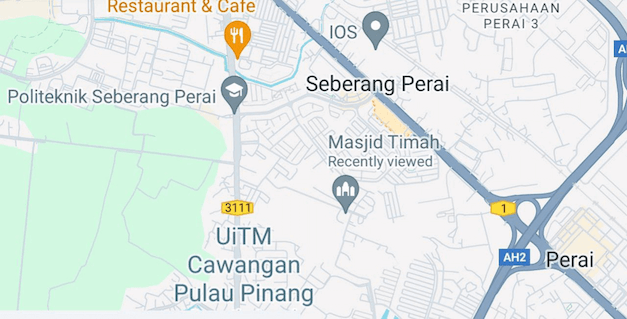 Restaurant & Cafe
PERUSAHAAN
PERAI 3
IOS
Seberang Perai
Politeknik Seberang Perai
Masjid Timah
Recently viewed
3111
1
UiTM
Cawangan
Pulau Pinang
AH2
Perai